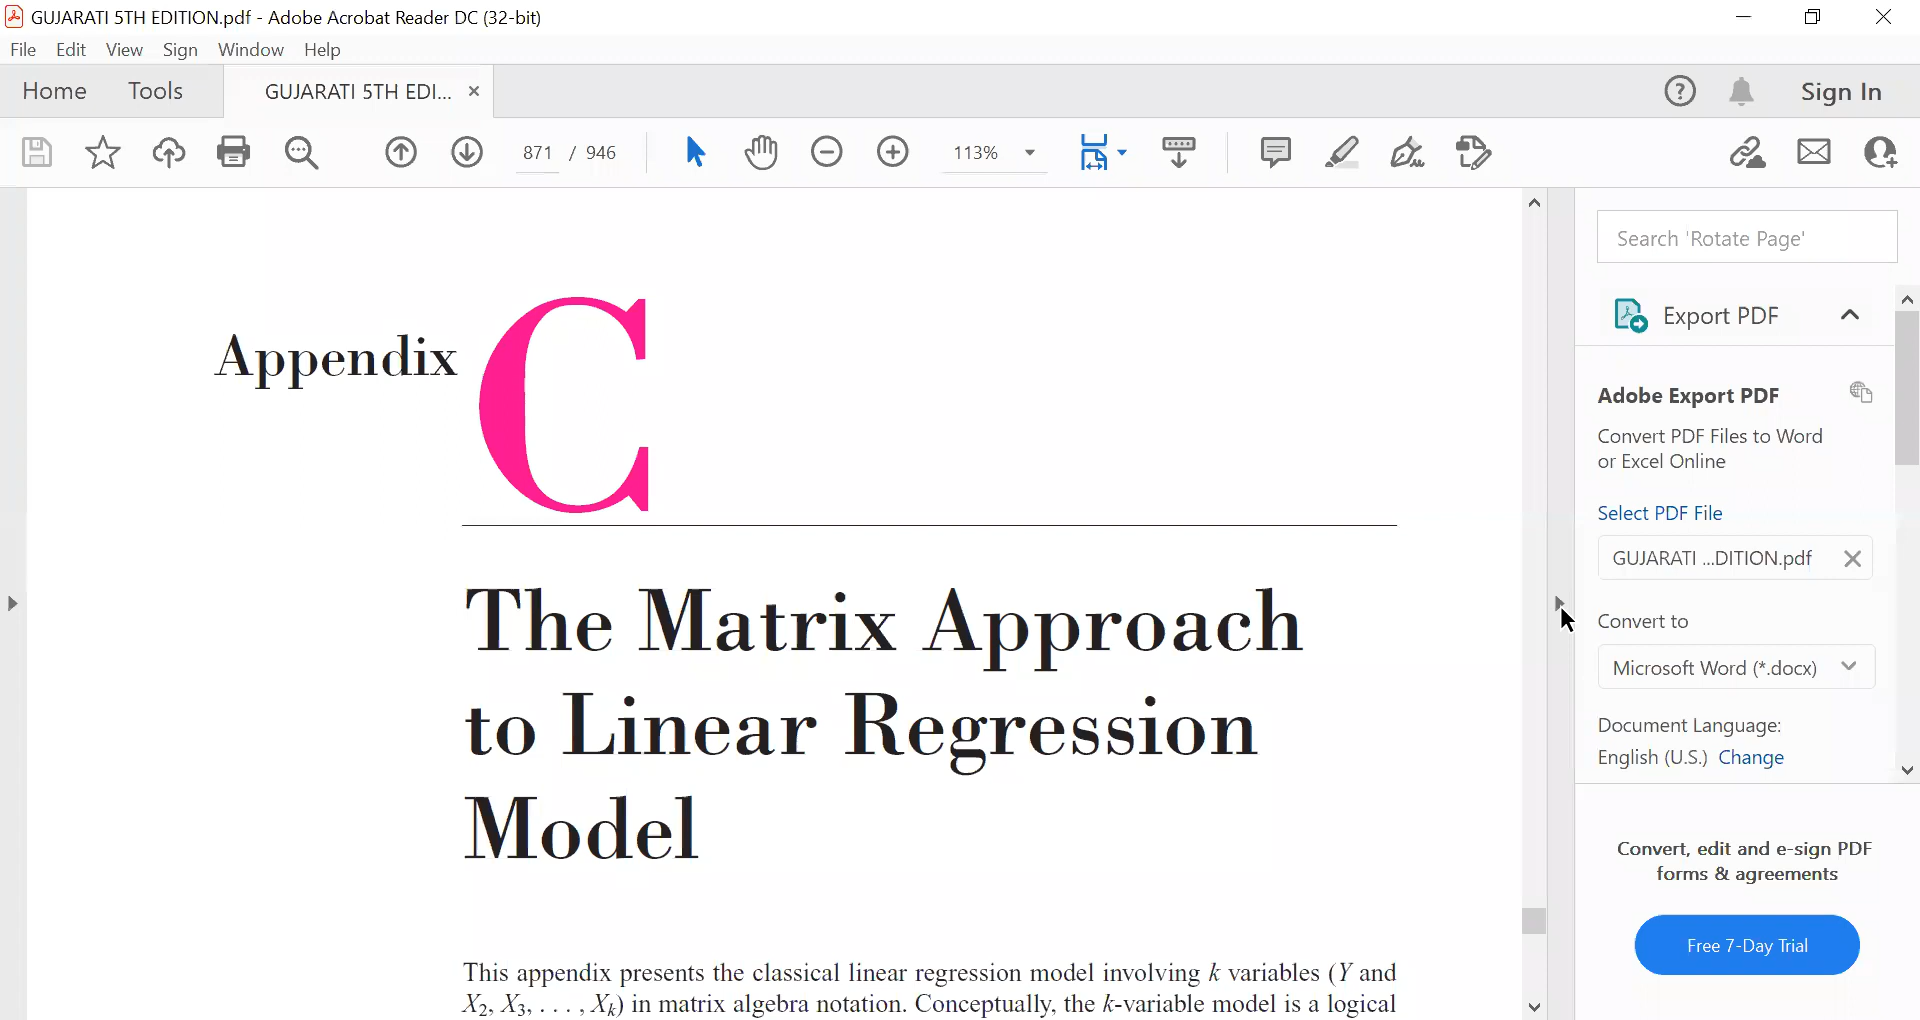 GUJARATI 5TH EDITION.pdf - Adobe Acrobat Reader DC (32-bit)
File Edit View Sign Window Help
Home Tools GUJARATI 5TH EDI... × Sign In
871 / 946 113%
Search 'Rotate Page'
Export PDF
Adobe Export PDF
Convert PDF Files to Word
or Excel Online
Select PDF File
GUJARATI ...DITION.pdf
Convert to
Microsoft Word (*.docx)
Document Language:
English (U.S.) Change
Convert, edit and e-sign PDF
forms & agreements
Free 7-Day Trial
Appendix C
The Matrix Approach
to Linear Regression
Model
This appendix presents the classical linear regression model involving k variables (Y and
X₂, X₃, . . . , Xₖ) in matrix algebra notation. Conceptually, the k-variable model is a logical